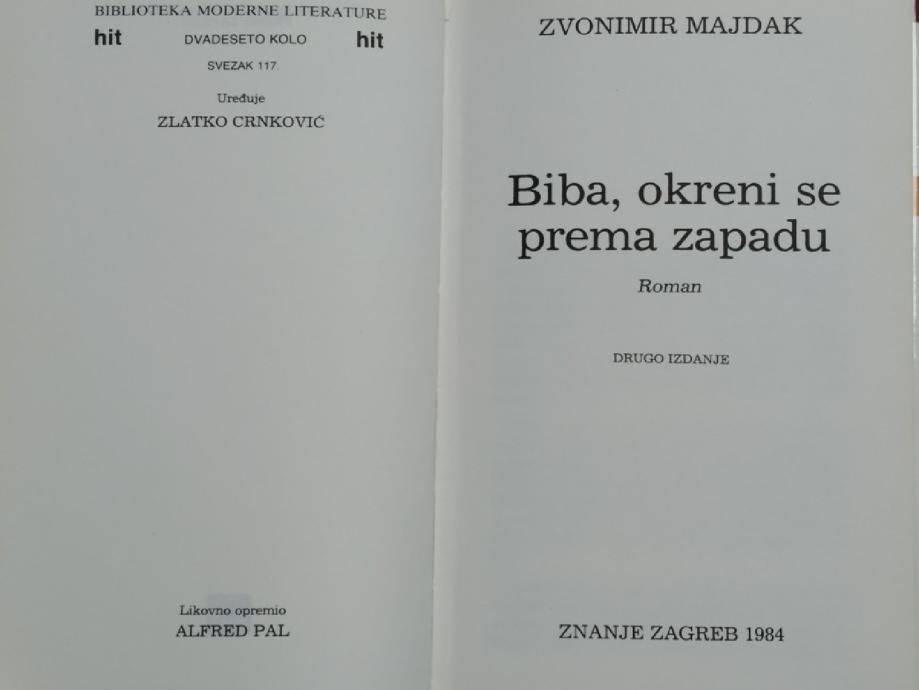 BIBLIOTEKA MODERNE LITERATURE
hit DVADESETO KOLO hit
SVEZAK 117.
Uređuje
ZLATKO CRNKOVIĆ
Likovno opremio
ALFRED PAL
ZVONIMIR MAJDAK
Biba, okreni se
prema zapadu
Roman
DRUGO IZDANJE
ZNANJE ZAGREB 1984